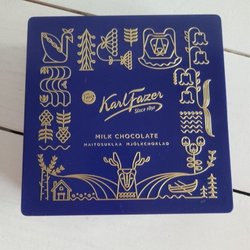 Karl Fazer
Since 1891
MILK CHOCOLATE
MAITOSUKLAA MJÖLKCHOKLAD